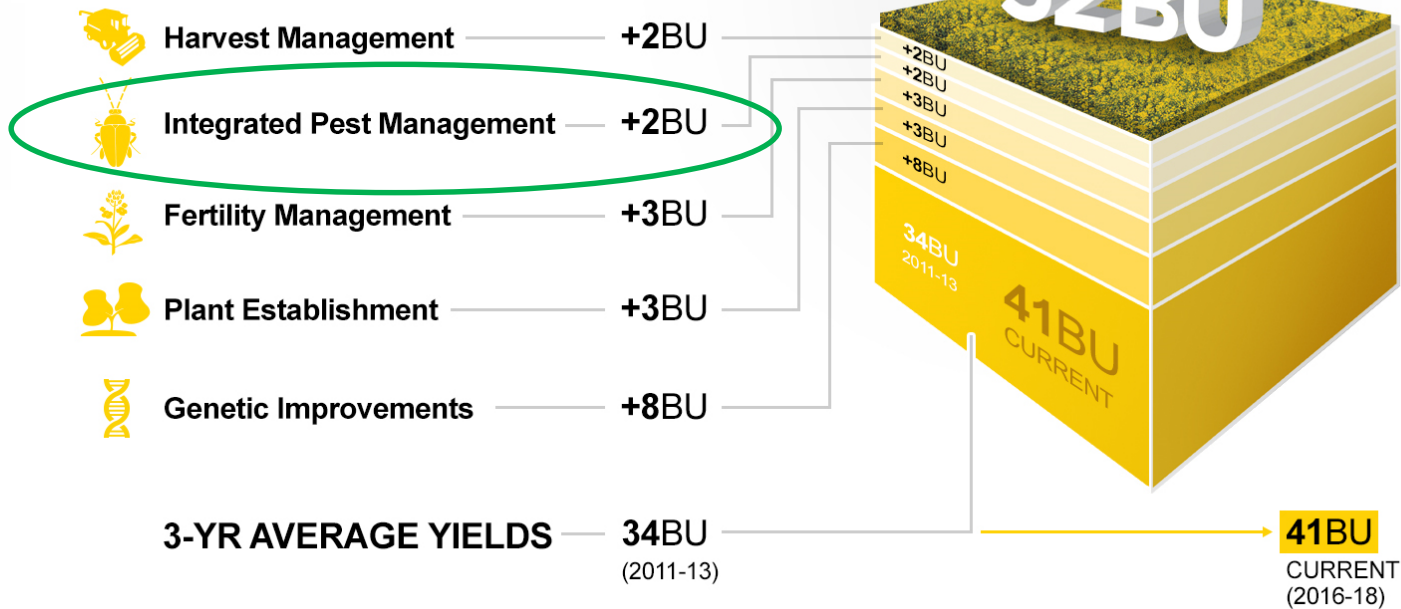 Harvest Management +2BU
Integrated Pest Management +2BU
Fertility Management +3BU
Plant Establishment +3BU
Genetic Improvements +8BU
3-YR AVERAGE YIELDS 34BU
(2011-13)
52BU
+2BU
+2BU
+3BU
+3BU
+8BU
34BU
2011-13
41BU
CURRENT
41BU
CURRENT
(2016-18)